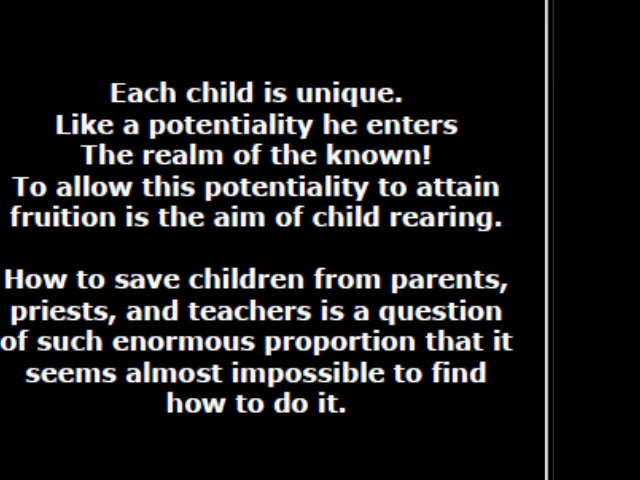 Each child is unique.
Like a potentiality he enters
The realm of the known!
To allow this potentiality to attain
fruition is the aim of child rearing.
How to save children from parents,
priests, and teachers is a question
of such enormous proportion that it
seems almost impossible to find
how to do it.